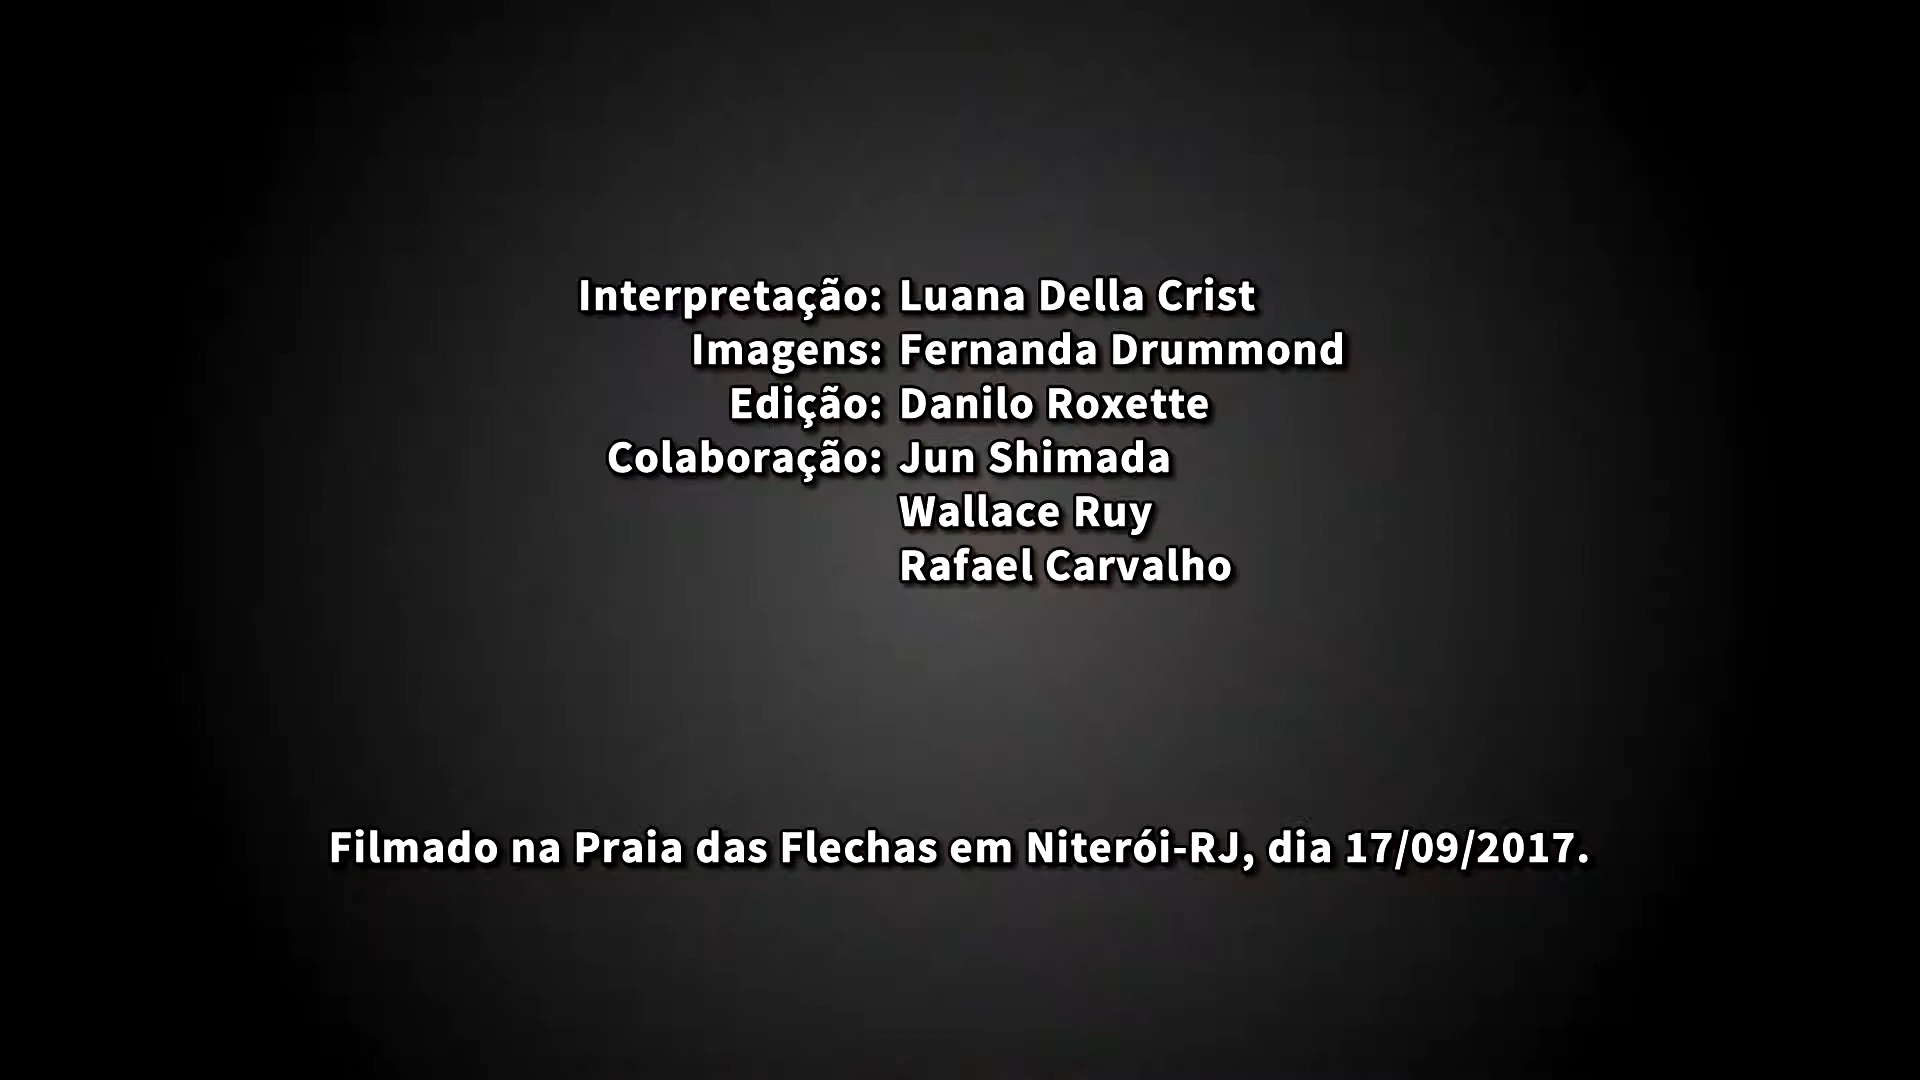 Interpretação: Luana Della Crist
Imagens: Fernanda Drummond
Edição: Danilo Roxette
Colaboração: Jun Shimada
Wallace Ruy
Rafael Carvalho
Filmado na Praia das Flechas em Niterói-RJ, dia 17/09/2017.